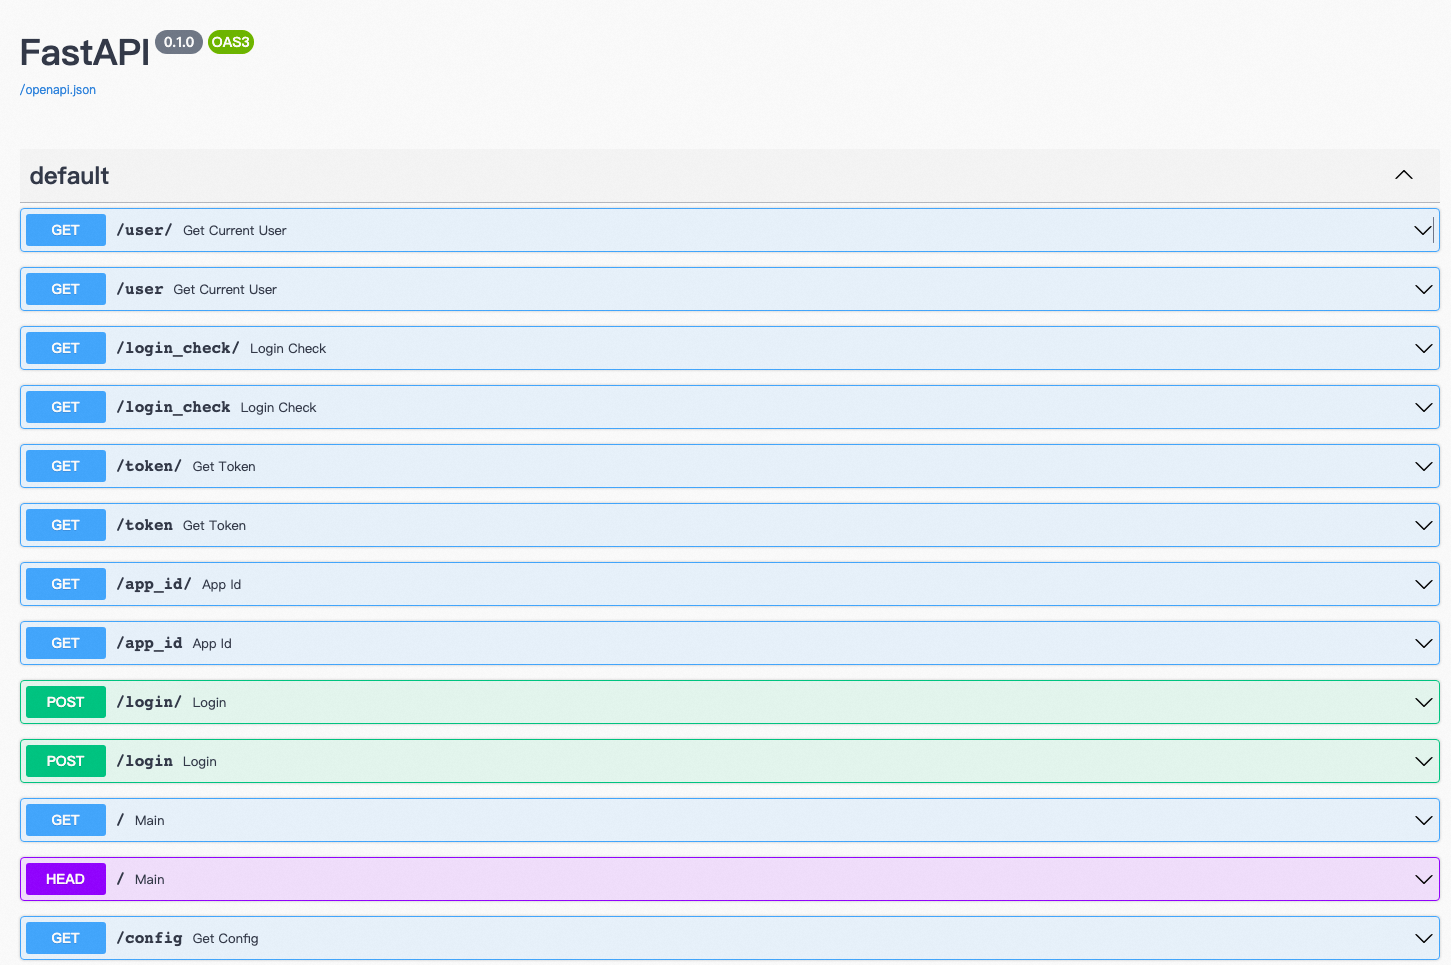 FastAPI 0.1.0 OAS3
/openapi.json
default
GET /user/ Get Current User
GET /user Get Current User
GET /login_check/ Login Check
GET /login_check Login Check
GET /token/ Get Token
GET /token Get Token
GET /app_id/ App Id
GET /app_id App Id
POST /login/ Login
POST /login Login
GET / Main
HEAD / Main
GET /config Get Config